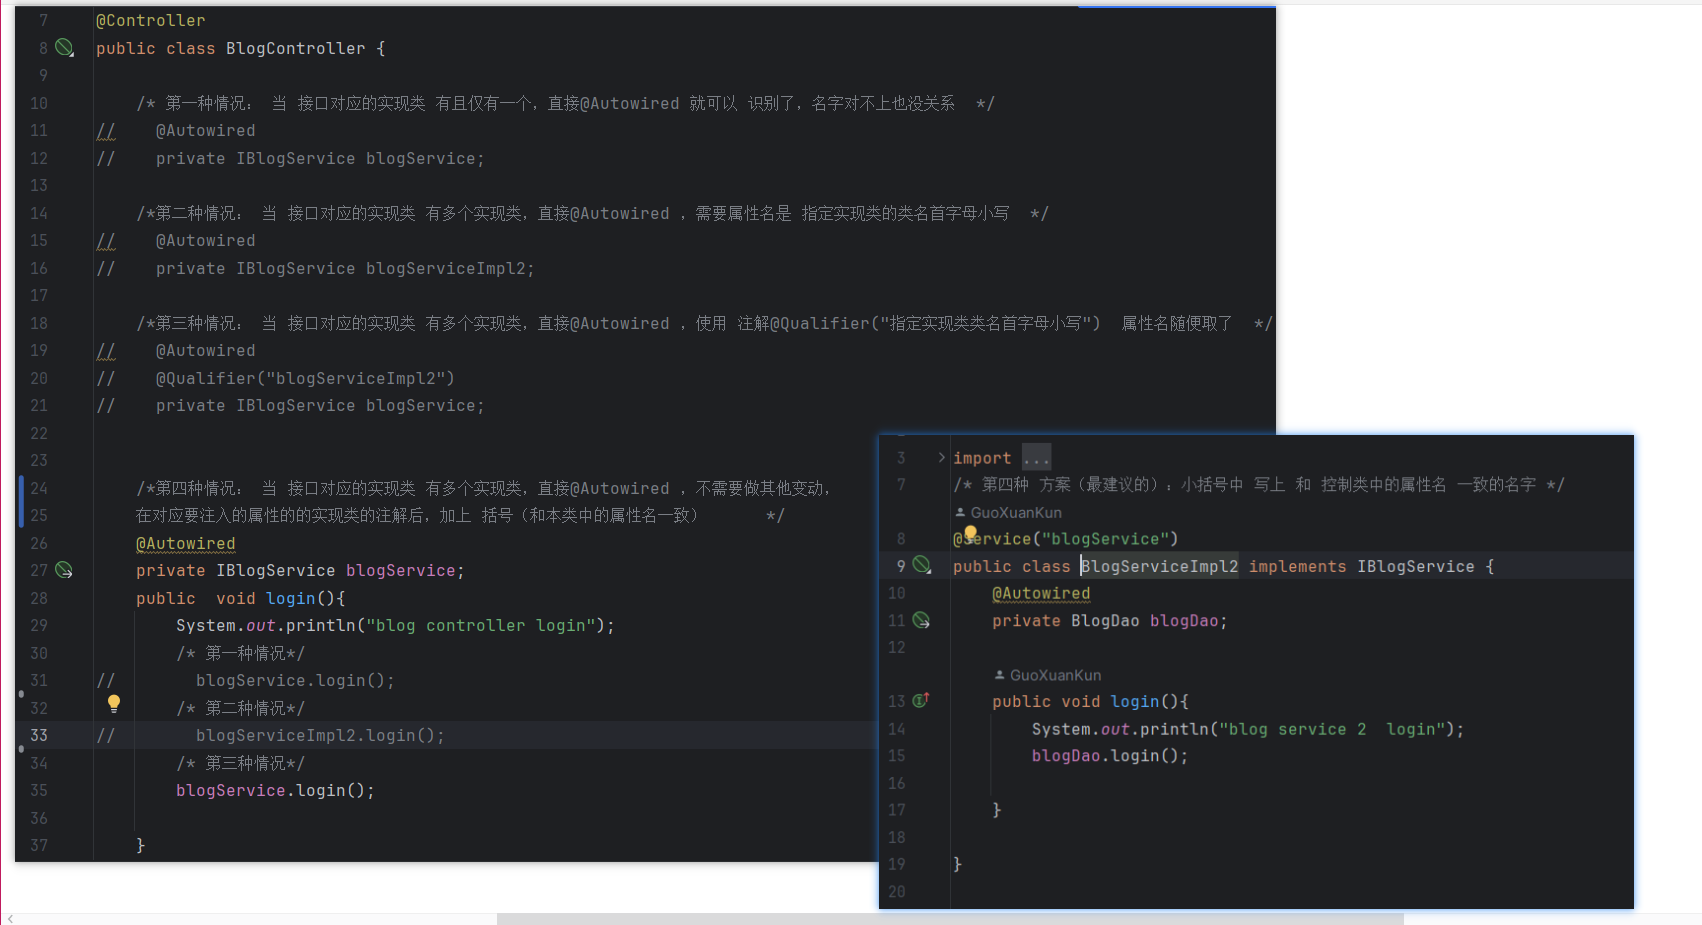 7 @Controller
8 public class BlogController {
9
10 /* 第一种情况： 当 接口对应的实现类 有且仅有一个，直接@Autowired 就可以 识别了，名字对不上也没关系 */
11 // @Autowired
12 // private IBlogService blogService;
13
14 /*第二种情况： 当 接口对应的实现类 有多个实现类，直接@Autowired ，需要属性名是 指定实现类的类名首字母小写 */
15 // @Autowired
16 // private IBlogService blogServiceImpl2;
17
18 /*第三种情况： 当 接口对应的实现类 有多个实现类，直接@Autowired ，使用 注解@Qualifier("指定实现类类名首字母小写") 属性名随便取了 */
19 // @Autowired
20 // @Qualifier("blogServiceImpl2")
21 // private IBlogService blogService;
22
23
24 /*第四种情况： 当 接口对应的实现类 有多个实现类，直接@Autowired ，不需要做其他变动，
25 在对应要注入的属性的的实现类的注解后，加上 括号（和本类中的属性名一致） */
26 @Autowired
27 private IBlogService blogService;
28 public void login(){
29 System.out.println("blog controller login");
30 /* 第一种情况*/
31 // blogService.login();
32 /* 第二种情况*/
33 // blogServiceImpl2.login();
34 /* 第三种情况*/
35 blogService.login();
36
37 }
3 import ...
7 /* 第四种 方案（最建议的）：小括号中 写上 和 控制类中的属性名 一致的名字 */
GuoXuanKun
8 @Service("blogService")
9 public class BlogServiceImpl2 implements IBlogService {
10 @Autowired
11 private BlogDao blogDao;
12
GuoXuanKun
13 public void login(){
14 System.out.println("blog service 2  login");
15 blogDao.login();
16
17 }
18
19 }
20